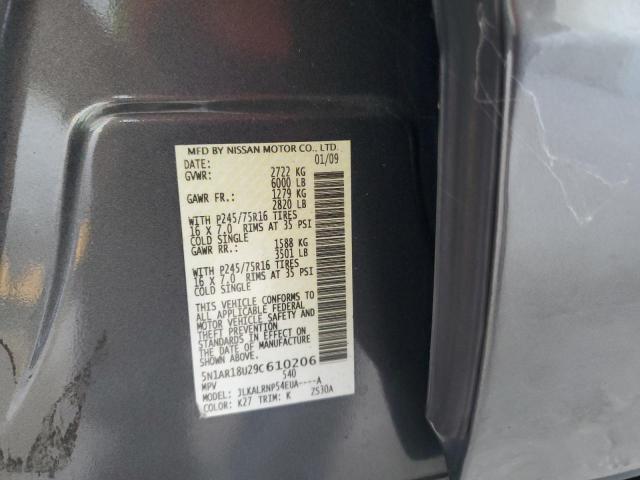 MFD BY NISSAN MOTOR CO., LTD.
DATE: 01/09
GVWR: 2722 KG
6000 LB
GAWR FR.: 1279 KG
2820 LB
WITH P245/75R16 TIRES
16 X 7.0 RIMS AT 35 PSI
COLD SINGLE
GAWR RR.: 1588 KG
3501 LB
WITH P245/75R16 TIRES
16 X 7.0 RIMS AT 35 PSI
COLD SINGLE
THIS VEHICLE CONFORMS TO
ALL APPLICABLE FEDERAL
MOTOR VEHICLE SAFETY AND
THEFT PREVENTION
STANDARDS IN EFFECT ON
THE DATE OF MANUFACTURE
SHOWN ABOVE.
5N1AR18U29C610206
MPV 540
MODEL: JLKALRNP54EUA----A
COLOR: K27 TRIM: K ZS30A